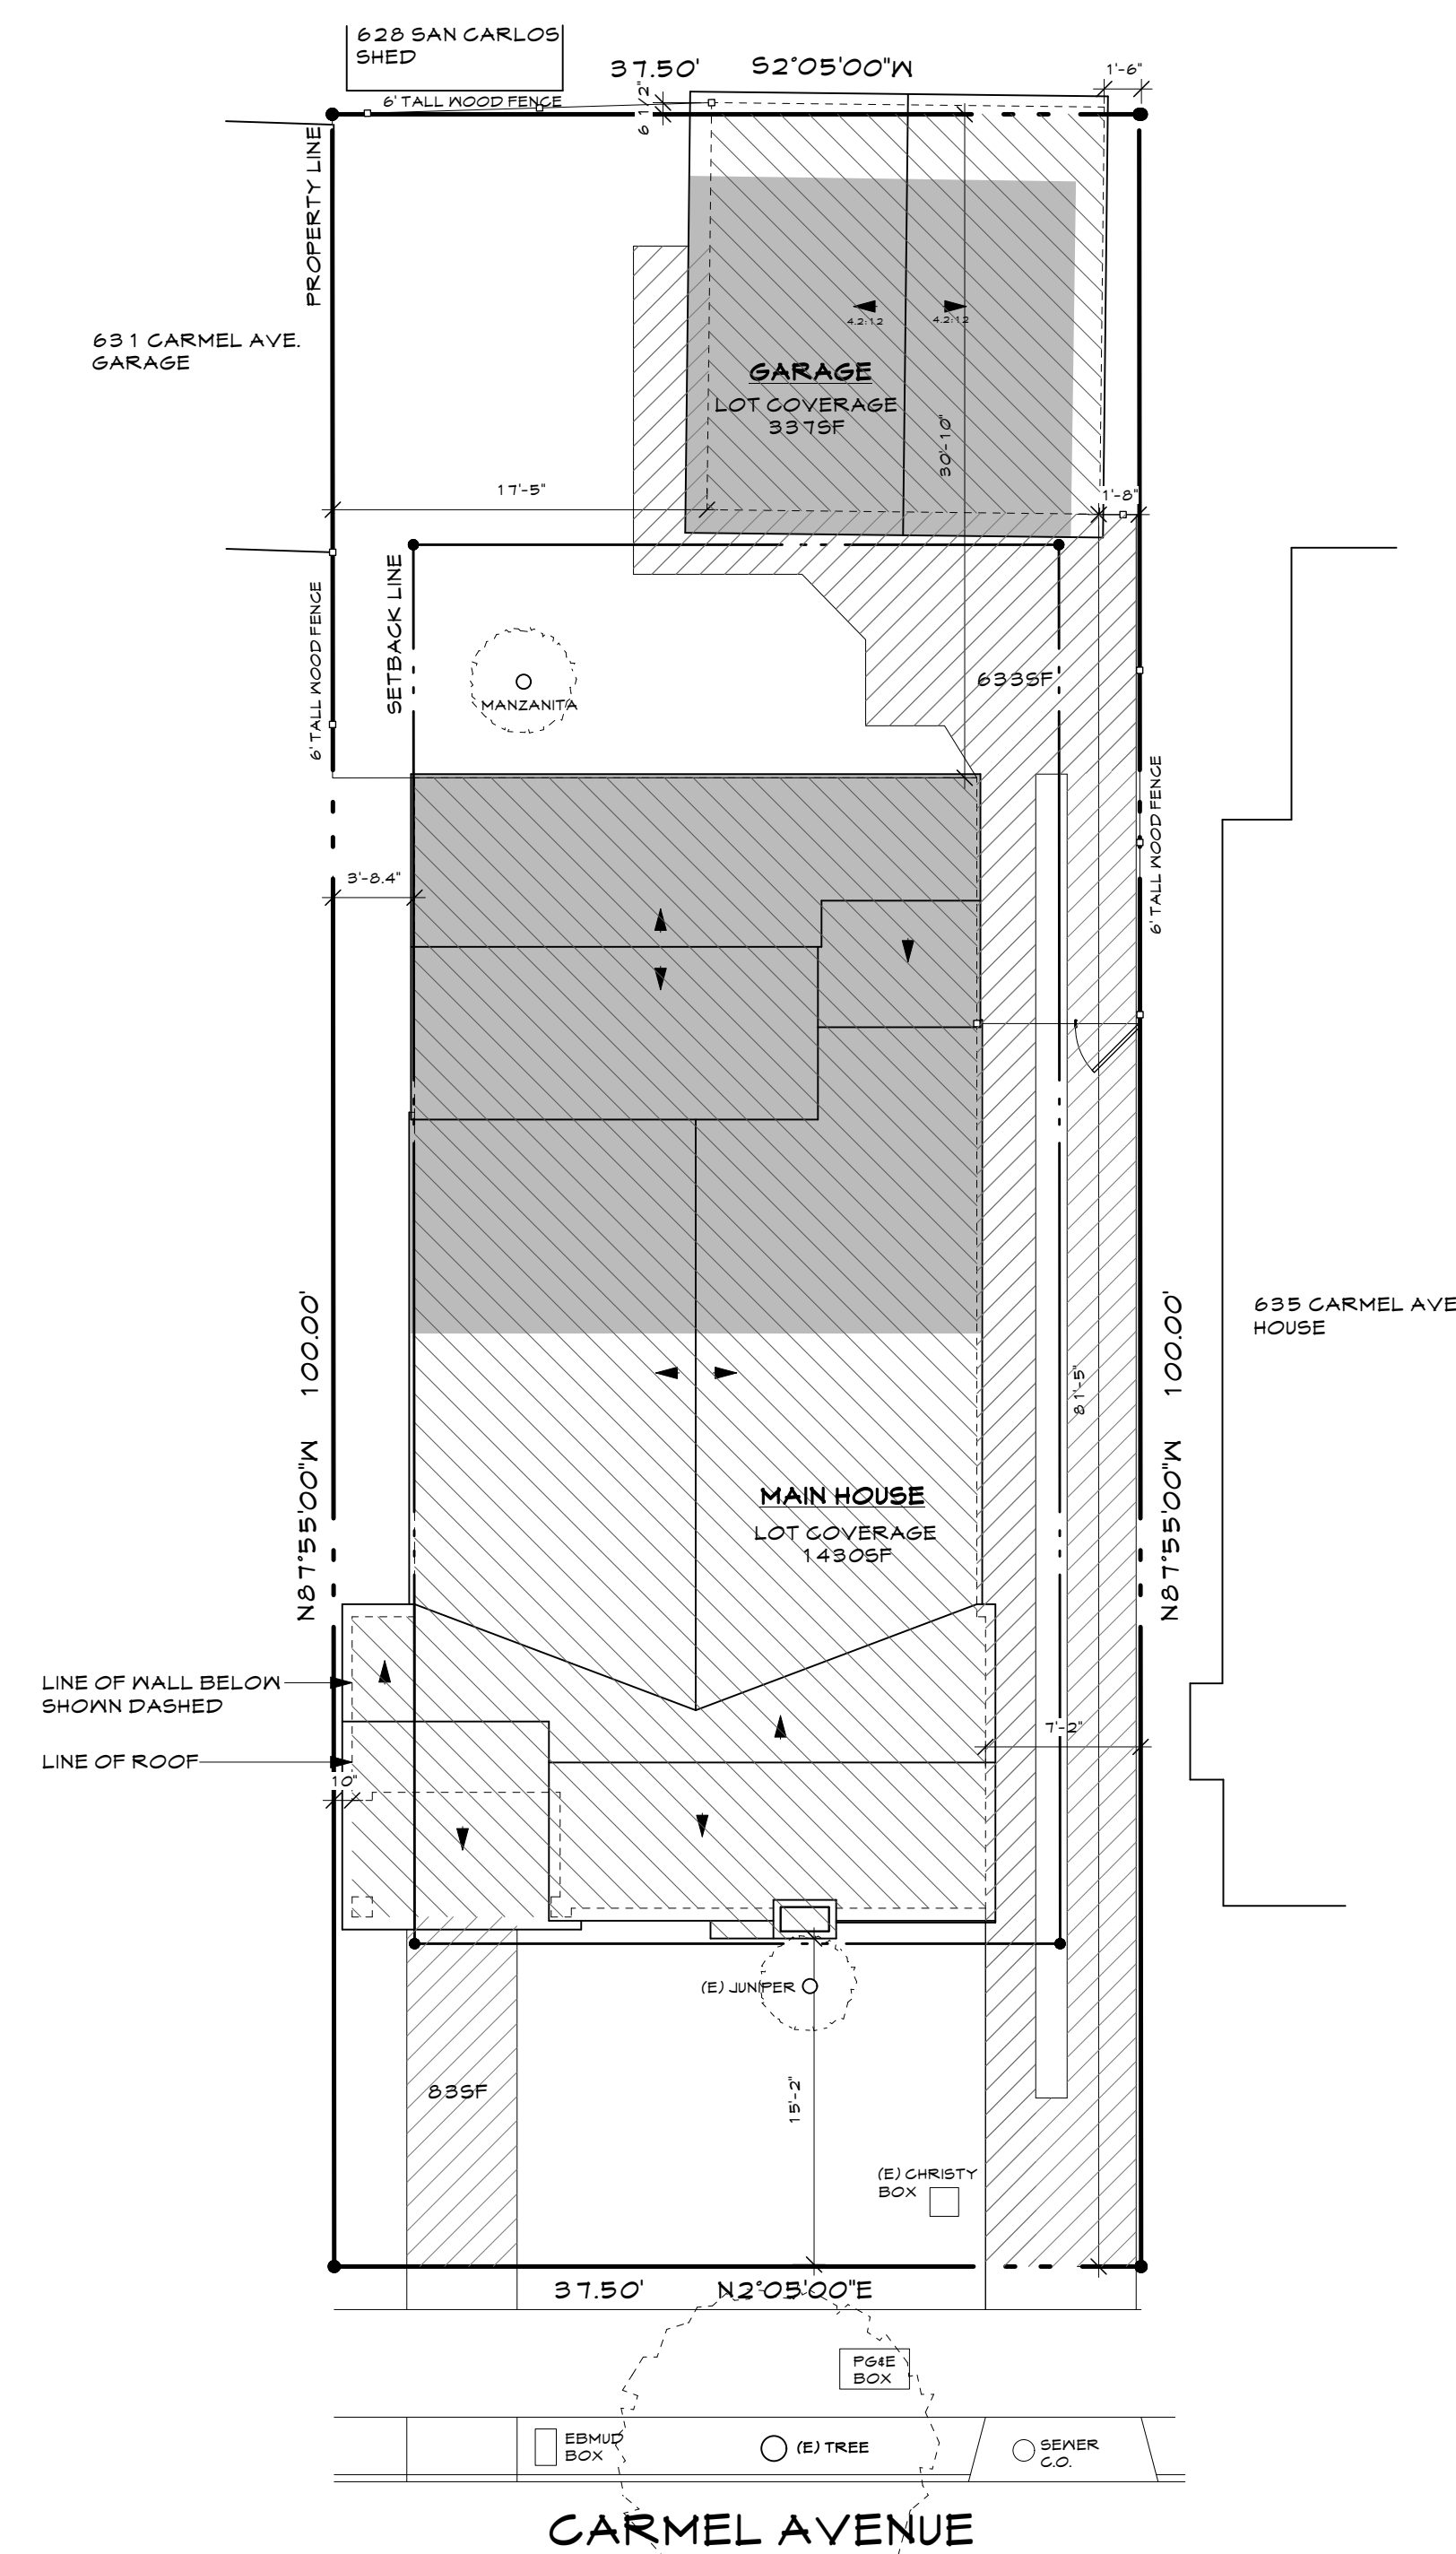 628 SAN CARLOS
SHED
37.50' S2°05'00"W
1'-6"
6' TALL WOOD FENCE
6 1/2"
PROPERTY LINE
631 CARMEL AVE.
GARAGE
4.2:12
4.2:12
GARAGE
LOT COVERAGE
337SF
30'-10"
17'-5"
1'-8"
SETBACK LINE
6' TALL WOOD FENCE
MANZANITA
633SF
6' TALL WOOD FENCE
3'-8.4"
N87°55'00"W 100.00'
N87°55'00"W 100.00'
635 CARMEL AVE
HOUSE
81'-5"
MAIN HOUSE
LOT COVERAGE
1430SF
LINE OF WALL BELOW
SHOWN DASHED
7'-2"
LINE OF ROOF
10"
(E) JUNIPER
83SF
15'-2"
(E) CHRISTY
BOX
37.50' N2°05'00"E
PG&E
BOX
EBMUD
BOX
(E) TREE
SEWER
C.O.
CARMEL AVENUE